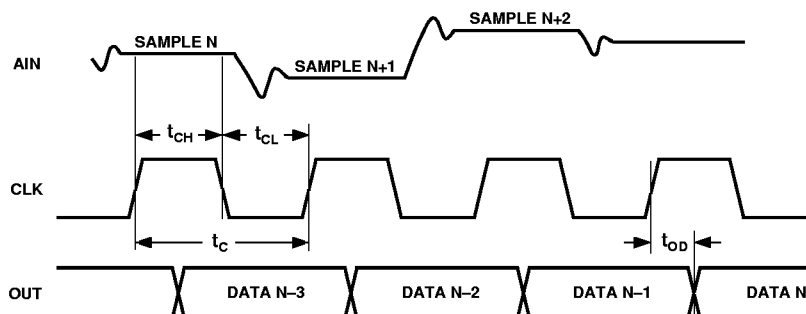 SAMPLE N+2
SAMPLE N
AIN
SAMPLE N+1
tCH
tCL
CLK
tC
tOD
OUT
DATA N–3
DATA N–2
DATA N–1
DATA N